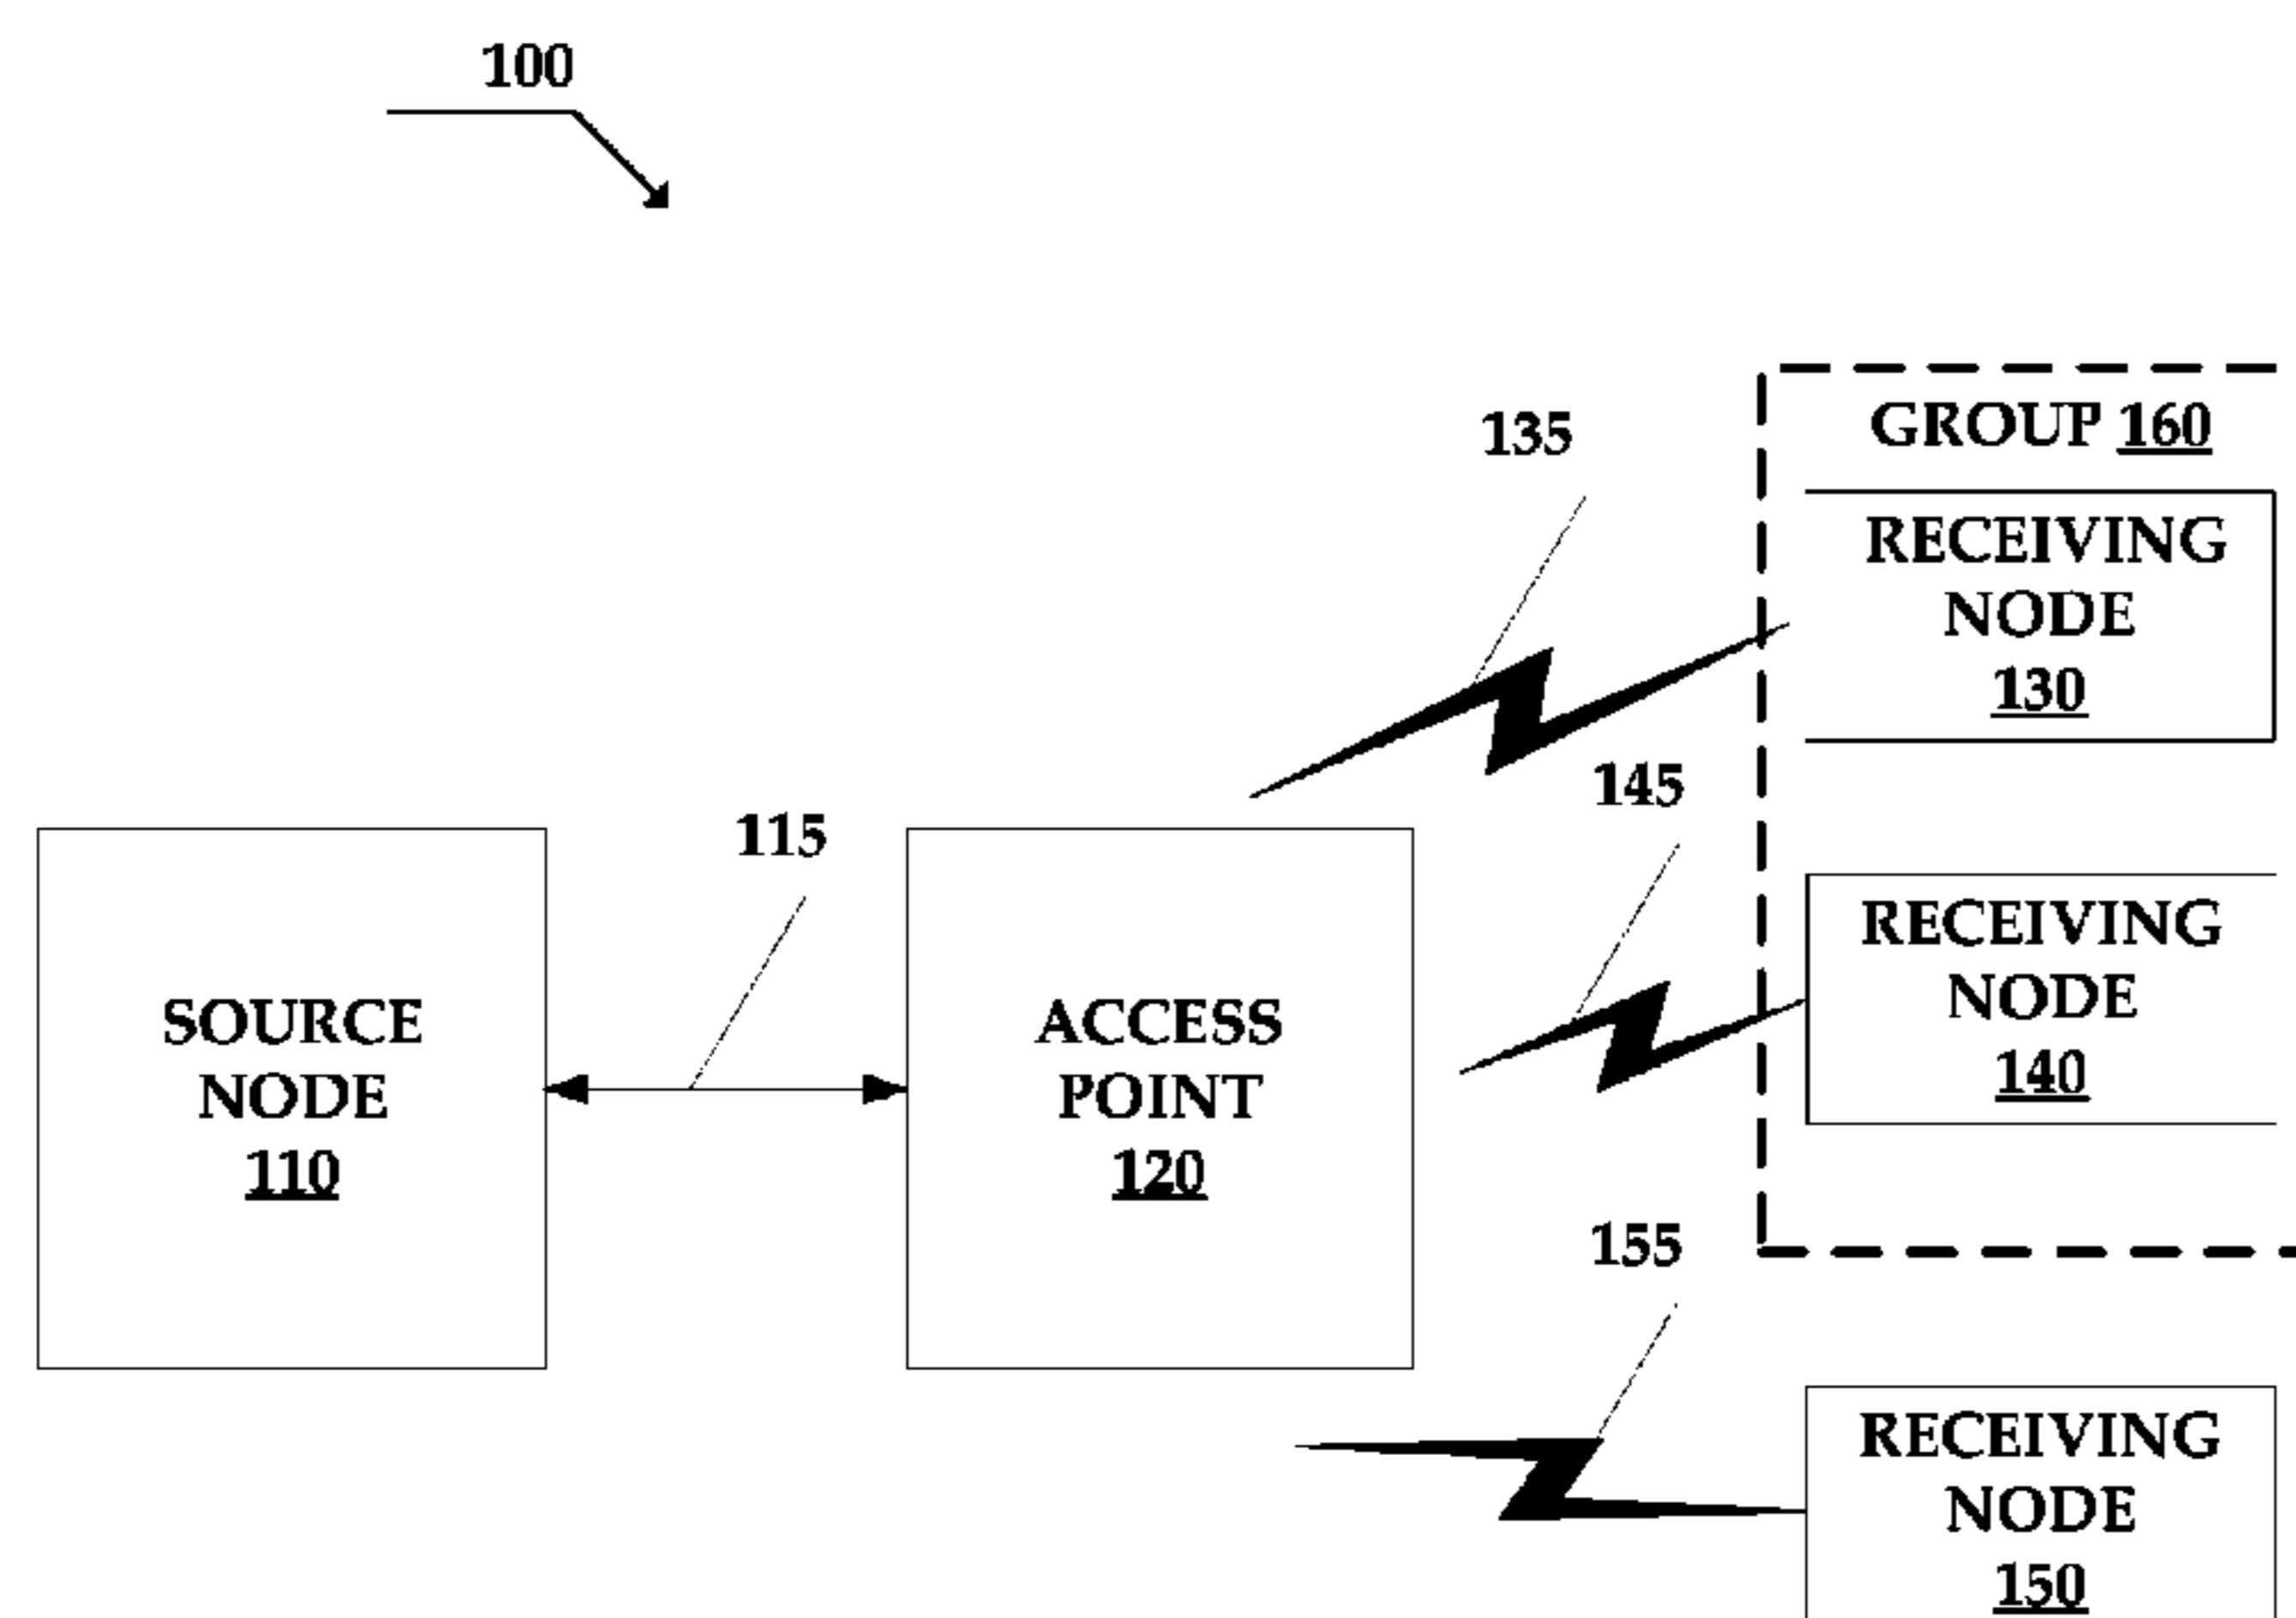 100
GROUP 160
135
RECEIVING
NODE
130
145
115
RECEIVING
NODE
140
SOURCE
NODE
110
ACCESS
POINT
120
155
RECEIVING
NODE
150